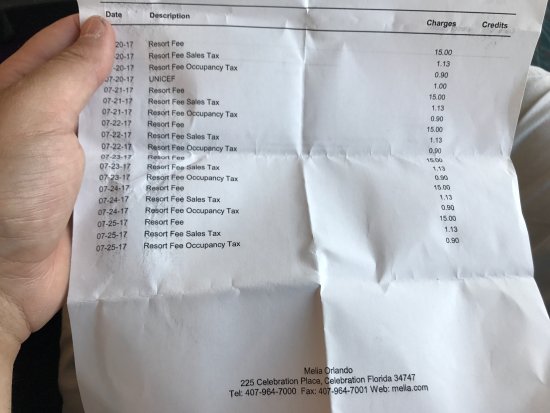 Date Description Charges Credits
20-17 Resort Fee 15.00
-20-17 Resort Fee Sales Tax 1.13
-20-17 Resort Fee Occupancy Tax 0.90
07-20-17 UNICEF 1.00
07-21-17 Resort Fee 15.00
07-21-17 Resort Fee Sales Tax 1.13
07-21-17 Resort Fee Occupancy Tax 0.90
07-22-17 Resort Fee 15.00
07-22-17 Resort Fee Sales Tax 1.13
07-22-17 Resort Fee Occupancy Tax 0.90
07-23-17 Resort Fee 15.00
07-23-17 Resort Fee Sales Tax 1.13
07-23-17 Resort Fee Occupancy Tax 0.90
07-24-17 Resort Fee 15.00
07-24-17 Resort Fee Sales Tax 1.13
07-24-17 Resort Fee Occupancy Tax 0.90
07-25-17 Resort Fee 15.00
07-25-17 Resort Fee Sales Tax 1.13
07-25-17 Resort Fee Occupancy Tax 0.90
Melia Orlando
225 Celebration Place, Celebration Florida 34747
Tel: 407-964-7000 Fax: 407-964-7001 Web: melia.com